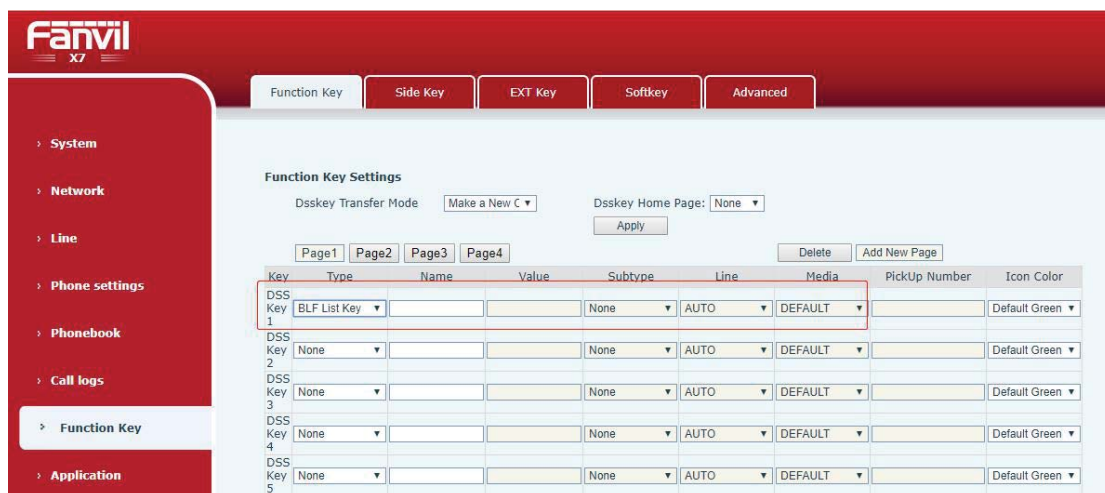 Fanvil
X7
Function Key Side Key EXT Key Softkey Advanced
› System
› Network
› Line
› Phone settings
› Phonebook
› Call logs
› Function Key
› Application
Function Key Settings
Dsskey Transfer Mode Make a New C Dsskey Home Page: None
Apply
Page1 Page2 Page3 Page4 Delete Add New Page
Key Type Name Value Subtype Line Media PickUp Number Icon Color
DSS Key 1 BLF List Key None AUTO DEFAULT Default Green
DSS Key 2 None None AUTO DEFAULT Default Green
DSS Key 3 None None AUTO DEFAULT Default Green
DSS Key 4 None None AUTO DEFAULT Default Green
DSS Key 5 None None AUTO DEFAULT Default Green